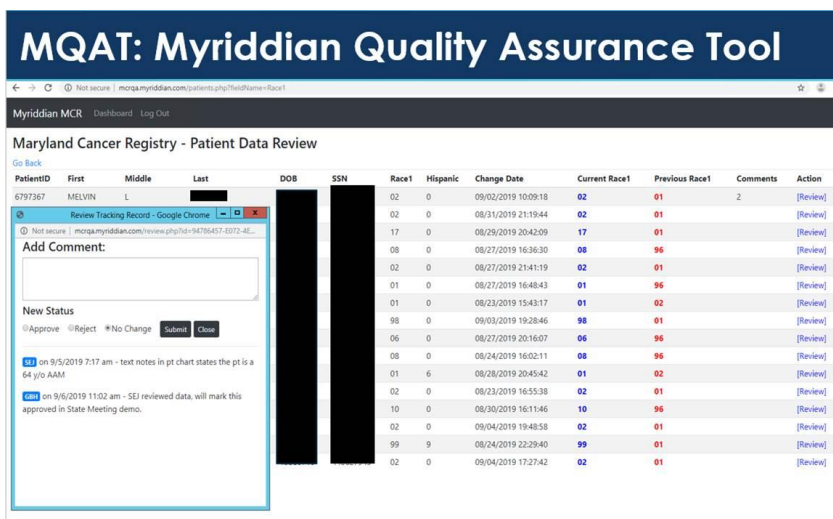 MQAT: Myriddian Quality Assurance Tool
Not secure | mcrqa.myriddian.com/patients.php?fieldName=Race1
Myriddian MCR Dashboard Log Out
Maryland Cancer Registry - Patient Data Review
Go Back
PatientID First Middle Last DOB SSN Race1 Hispanic Change Date Current Race1 Previous Race1 Comments Action
6797367 MELVIN L 02 0 09/02/2019 10:09:18 02 01 2 [Review]
02 0 08/31/2019 21:19:44 02 01 [Review]
17 0 08/29/2019 20:42:09 17 01 [Review]
08 0 08/27/2019 16:36:30 08 96 [Review]
02 0 08/27/2019 21:41:19 02 01 [Review]
01 0 08/27/2019 16:48:43 01 96 [Review]
01 0 08/23/2019 15:43:17 01 02 [Review]
98 0 09/03/2019 19:28:46 98 01 [Review]
06 0 08/27/2019 20:16:07 06 96 [Review]
08 0 08/24/2019 16:02:11 08 96 [Review]
01 6 08/28/2019 20:45:42 01 02 [Review]
02 0 08/23/2019 16:55:38 02 01 [Review]
10 0 08/30/2019 16:11:46 10 96 [Review]
02 0 09/04/2019 19:48:58 02 01 [Review]
99 9 08/24/2019 22:29:40 99 01 [Review]
02 0 09/04/2019 17:27:42 02 01 [Review]
Review Tracking Record - Google Chrome
Not secure | mcrqa.myriddian.com/review.php?id=94786457-E072-4E...
Add Comment:
New Status
Approve Reject No Change Submit Close
SEJ on 9/5/2019 7:17 am - text notes in pt chart states the pt is a
64 y/o AAM
GBH on 9/6/2019 11:02 am - SEJ reviewed data, will mark this
approved in State Meeting demo.